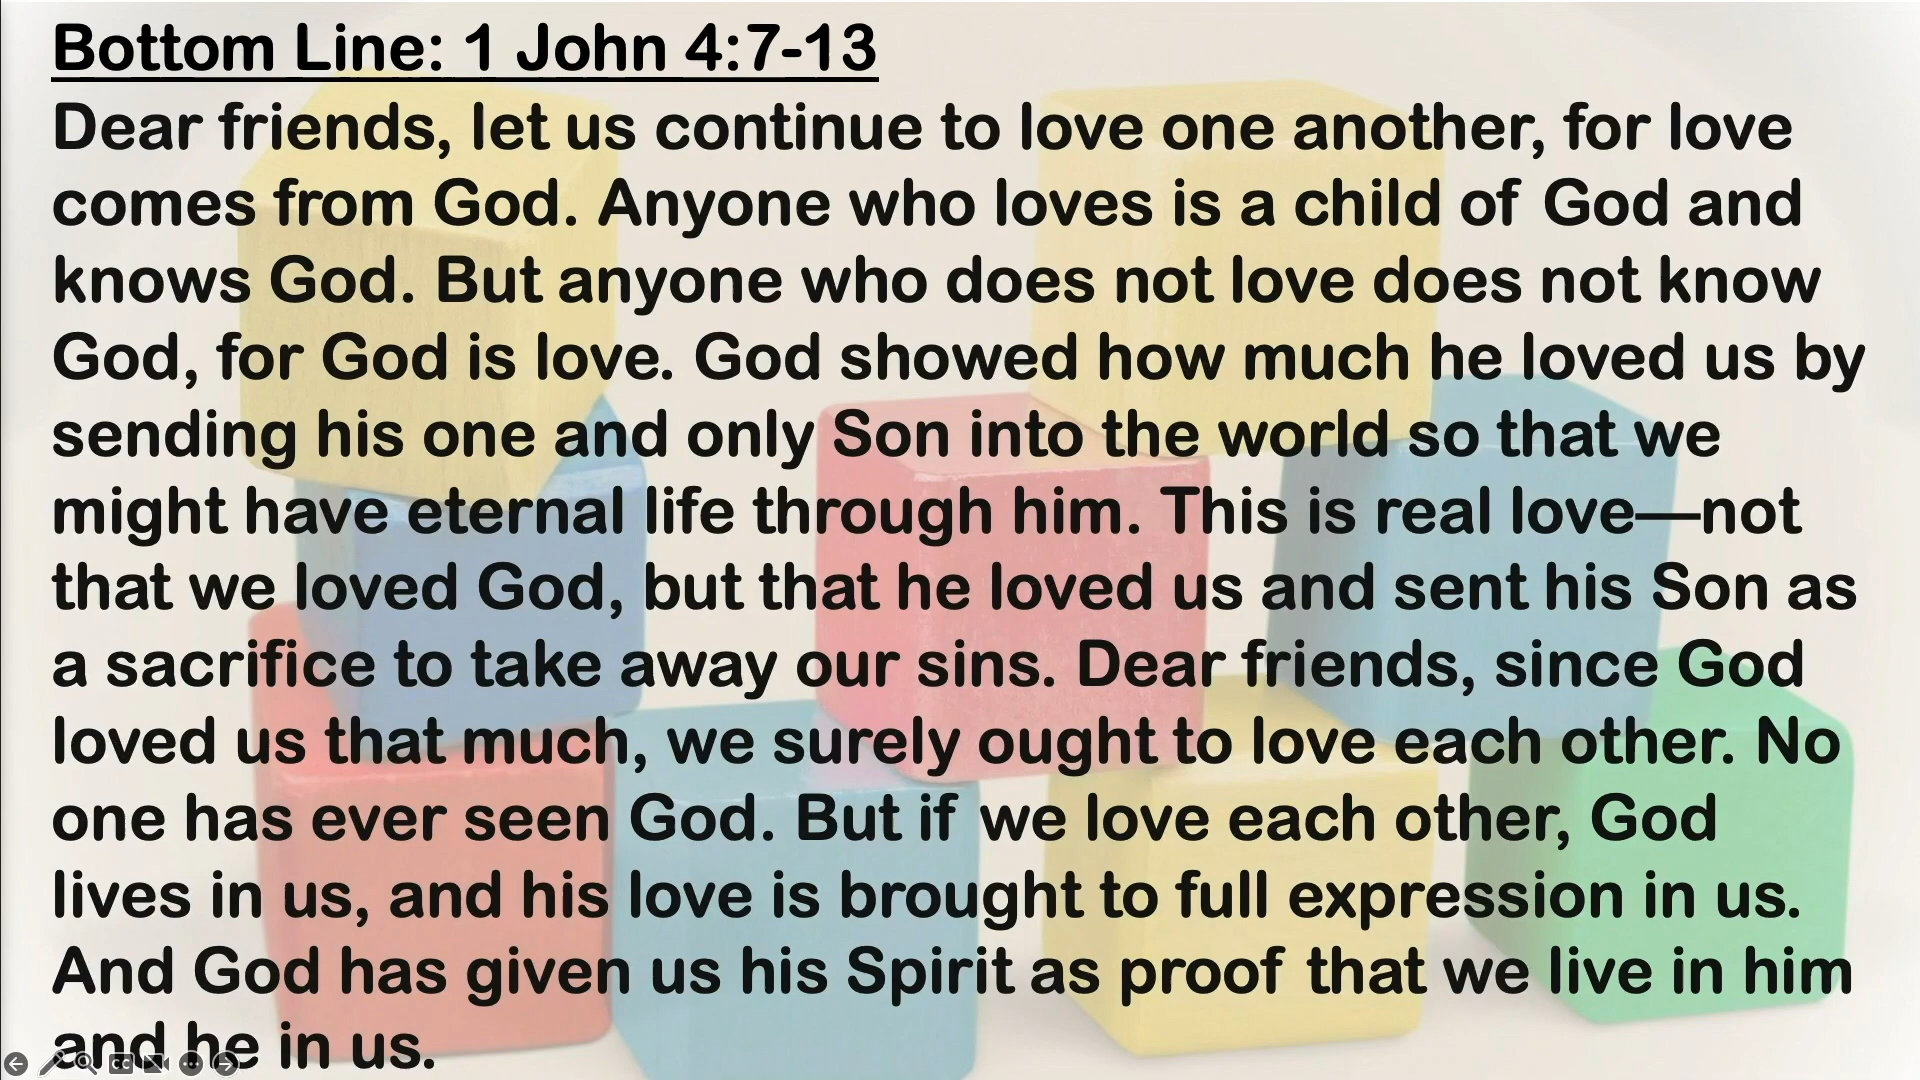 Bottom Line: 1 John 4:7-13
Dear friends, let us continue to love one another, for love
comes from God. Anyone who loves is a child of God and
knows God. But anyone who does not love does not know
God, for God is love. God showed how much he loved us by
sending his one and only Son into the world so that we
might have eternal life through him. This is real love—not
that we loved God, but that he loved us and sent his Son as
a sacrifice to take away our sins. Dear friends, since God
loved us that much, we surely ought to love each other. No
one has ever seen God. But if we love each other, God
lives in us, and his love is brought to full expression in us.
And God has given us his Spirit as proof that we live in him
and he in us.